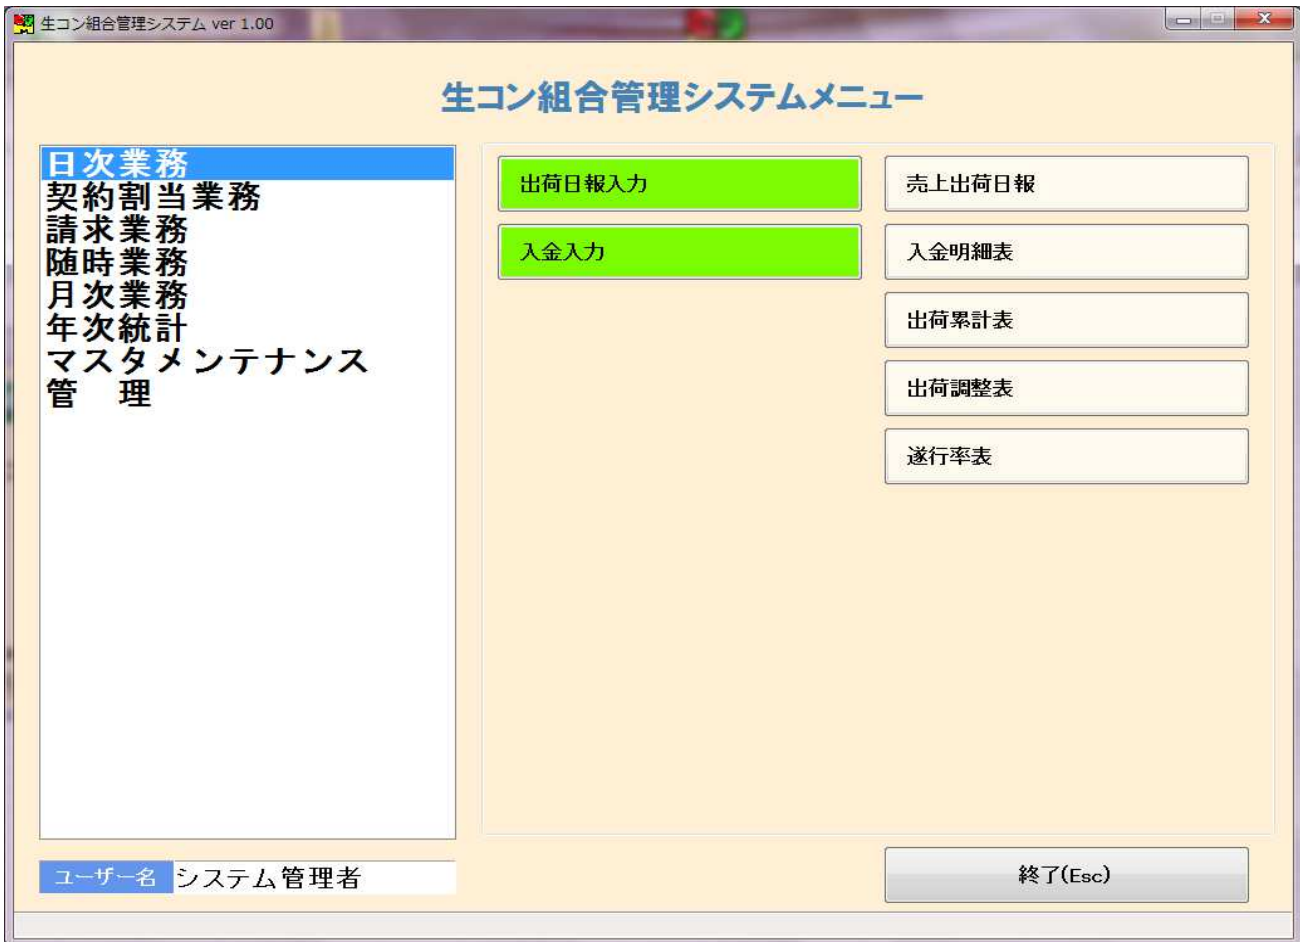 生コン組合管理システム ver 1.00
生コン組合管理システムメニュー
日次業務
契約割当業務
請求業務
随時業務
月次業務
年次統計
マスタメンテナンス
管　理
出荷日報入力
入金入力
売上出荷日報
入金明細表
出荷累計表
出荷調整表
遂行率表
ユーザー名 システム管理者
終了(Esc)